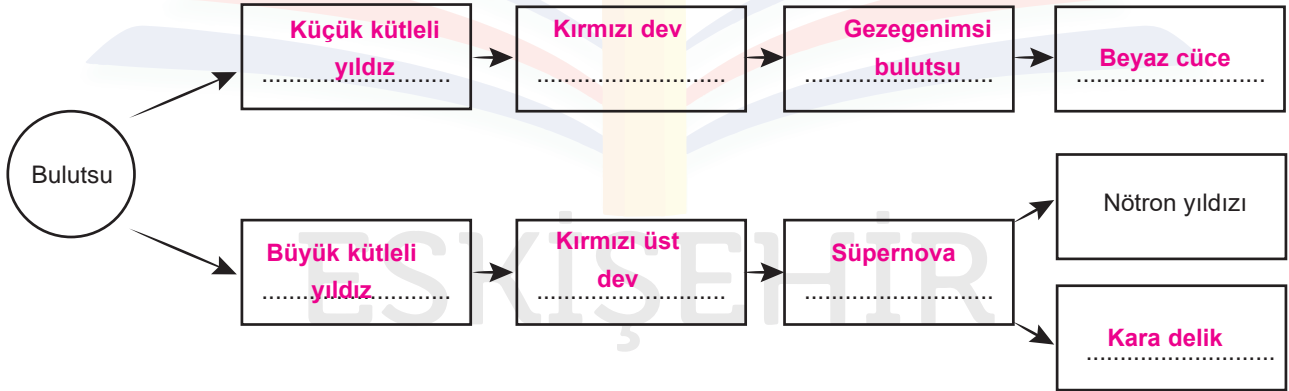 Küçük kütleli
yıldız
Kırmızı dev
Gezegenimsi
bulutsu
Beyaz cüce
Bulutsu
Nötron yıldızı
Büyük kütleli
yıldız
Kırmızı üst
dev
Süpernova
Kara delik
ESKİŞEHİR